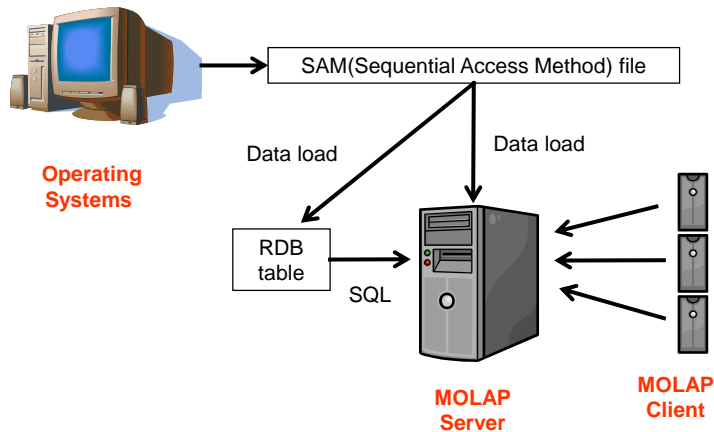 SAM(Sequential Access Method) file
Data load
Data load
Operating
Systems
RDB
table
SQL
MOLAP
Server
MOLAP
Client